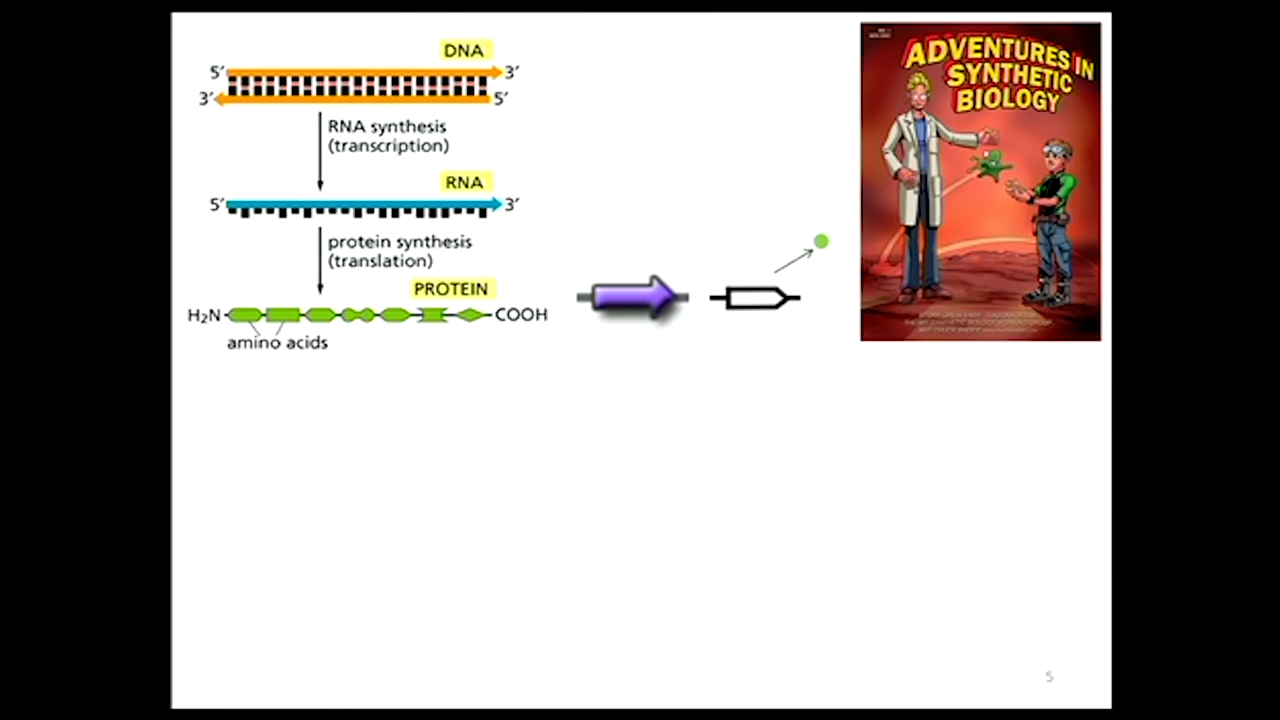 DNA
5′ 3′
3′ 5′
RNA synthesis
(transcription)
RNA
5′ 3′
protein synthesis
(translation)
PROTEIN
H₂N COOH
amino acids
ADVENTURES IN
SYNTHETIC
BIOLOGY
5